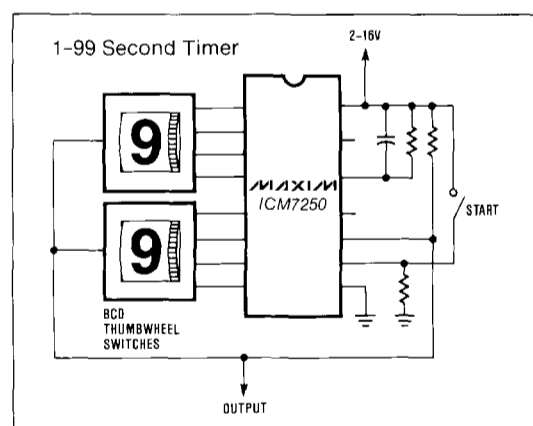 1-99 Second Timer
2-16V
9
MAXIM
ICM7250
START
9
BCD
THUMBWHEEL
SWITCHES
OUTPUT